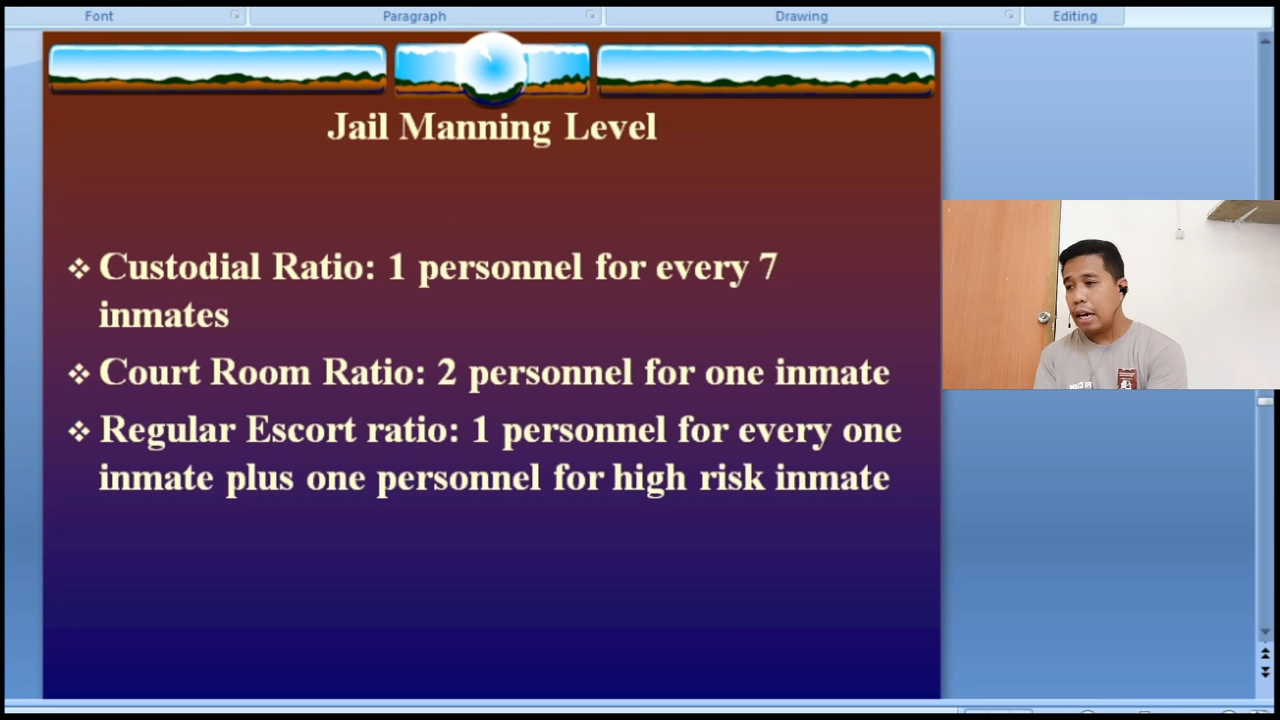 Font Paragraph Drawing Editing
Jail Manning Level
❖ Custodial Ratio: 1 personnel for every 7
inmates
❖ Court Room Ratio: 2 personnel for one inmate
❖ Regular Escort ratio: 1 personnel for every one
inmate plus one personnel for high risk inmate